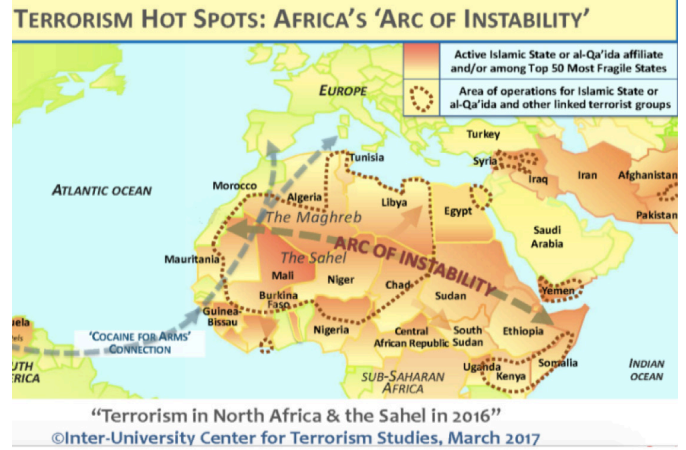 TERRORISM HOT SPOTS: AFRICA'S 'ARC OF INSTABILITY'
Active Islamic State or al-Qa'ida affiliate
and/or among Top 50 Most Fragile States
Area of operations for Islamic State or
al-Qa'ida and other linked terrorist groups
EUROPE
Turkey
Tunisia
Syria
Iraq
Iran
Afghanistan
Pakistan
ATLANTIC OCEAN
Morocco
Algeria
Libya
Egypt
Saudi
Arabia
The Maghreb
Mauritania
The Sahel
ARC OF INSTABILITY
Mali
Niger
Chad
Sudan
Yemen
Burkina
Faso
Guinea-
Bissau
'COCAINE FOR ARMS'
CONNECTION
Nigeria
Central
African Republic
South
Sudan
Ethiopia
Somalia
Uganda
Kenya
SUB-SAHARAN
AFRICA
INDIAN
OCEAN
uela
UTH
RICA
"Terrorism in North Africa & the Sahel in 2016"
©Inter-University Center for Terrorism Studies, March 2017